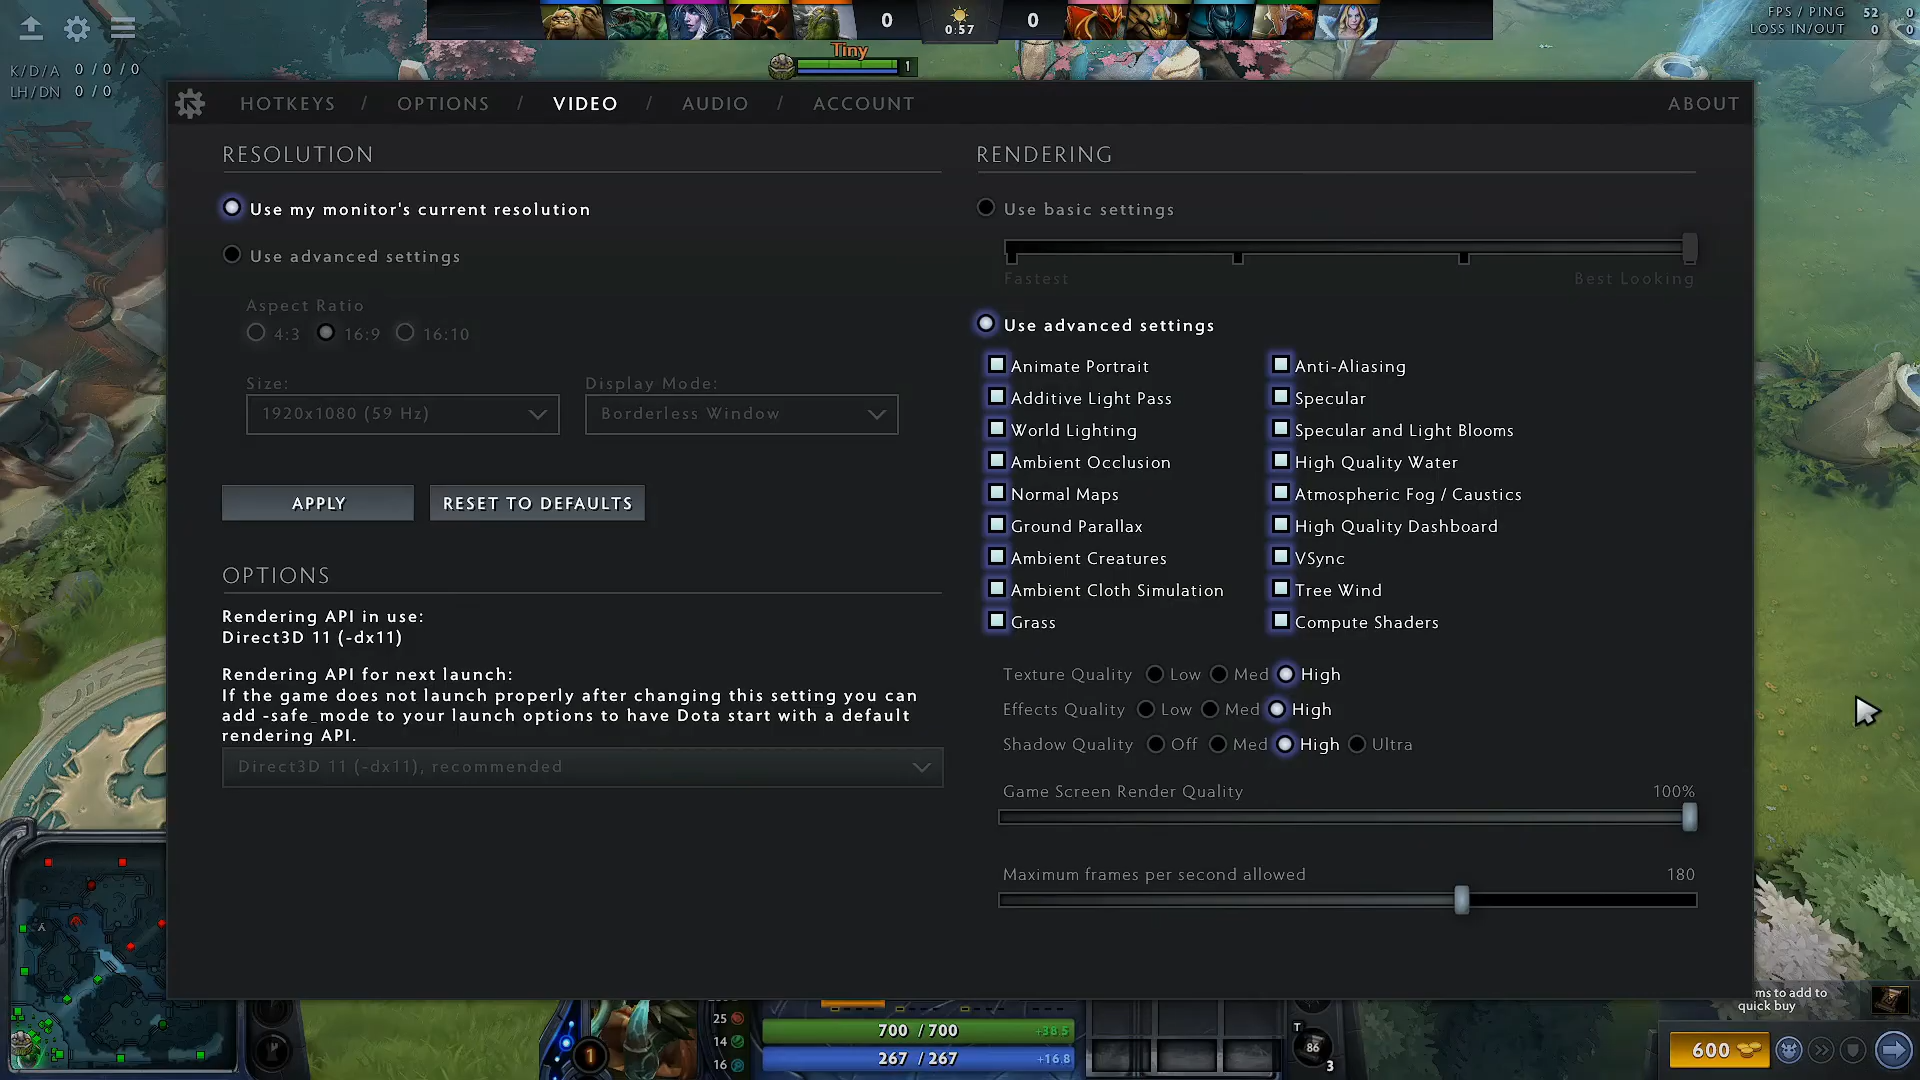 FPS / PING 52 0
LOSS IN/OUT 0 0
0 0:57 0
K/D/A 0 / 0 / 0
LH/DN 0 / 0
Tiny
1
HOTKEYS / OPTIONS / VIDEO / AUDIO / ACCOUNT
ABOUT
RESOLUTION
Use my monitor's current resolution
Use advanced settings
Aspect Ratio
4:3 16:9 16:10
Size: Display Mode:
1920x1080 (59 Hz) Borderless Window
APPLY RESET TO DEFAULTS
OPTIONS
Rendering API in use:
Direct3D 11 (-dx11)
Rendering API for next launch:
If the game does not launch properly after changing this setting you can
add -safe_mode to your launch options to have Dota start with a default
rendering API.
Direct3D 11 (-dx11), recommended
RENDERING
Use basic settings
Fastest Best Looking
Use advanced settings
Animate Portrait Anti-Aliasing
Additive Light Pass Specular
World Lighting Specular and Light Blooms
Ambient Occlusion High Quality Water
Normal Maps Atmospheric Fog / Caustics
Ground Parallax High Quality Dashboard
Ambient Creatures VSync
Ambient Cloth Simulation Tree Wind
Grass Compute Shaders
Texture Quality Low Med High
Effects Quality Low Med High
Shadow Quality Off Med High Ultra
Game Screen Render Quality 100%
Maximum frames per second allowed 180
ms to add to
quick buy
25
14
16
1
700 / 700 +38.5
267 / 267 +16.8
T
86
3
600